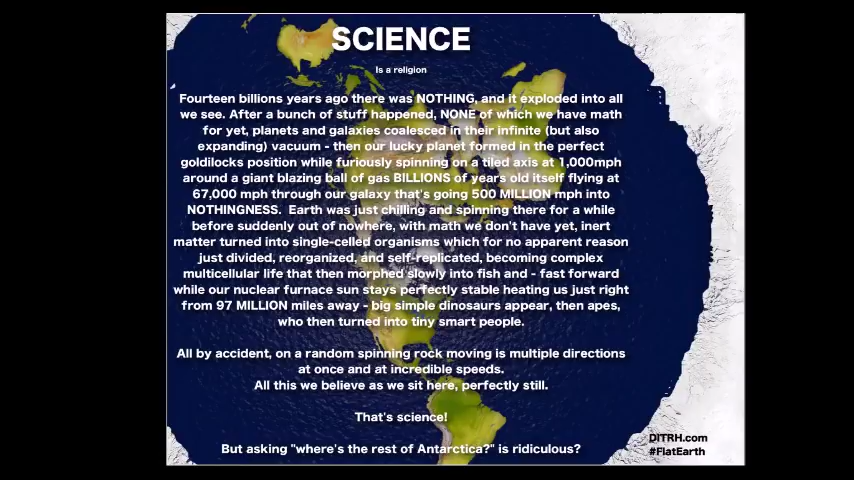 SCIENCE
Is a religion
Fourteen billions years ago there was NOTHING, and it exploded into all
we see. After a bunch of stuff happened, NONE of which we have math
for yet, planets and galaxies coalesced in their infinite (but also
expanding) vacuum - then our lucky planet formed in the perfect
goldilocks position while furiously spinning on a tiled axis at 1,000mph
around a giant blazing ball of gas BILLIONS of years old itself flying at
67,000 mph through our galaxy that's going 500 MILLION mph into
NOTHINGNESS. Earth was just chilling and spinning there for a while
before suddenly out of nowhere, with math we don't have yet, inert
matter turned into single-celled organisms which for no apparent reason
just divided, reorganized, and self-replicated, becoming complex
multicellular life that then morphed slowly into fish and - fast forward
while our nuclear furnace sun stays perfectly stable heating us just right
from 97 MILLION miles away - big simple dinosaurs appear, then apes,
who then turned into tiny smart people.
All by accident, on a random spinning rock moving is multiple directions
at once and at incredible speeds.
All this we believe as we sit here, perfectly still.
That's science!
But asking "where's the rest of Antarctica?" is ridiculous?
DITRH.com
#FlatEarth